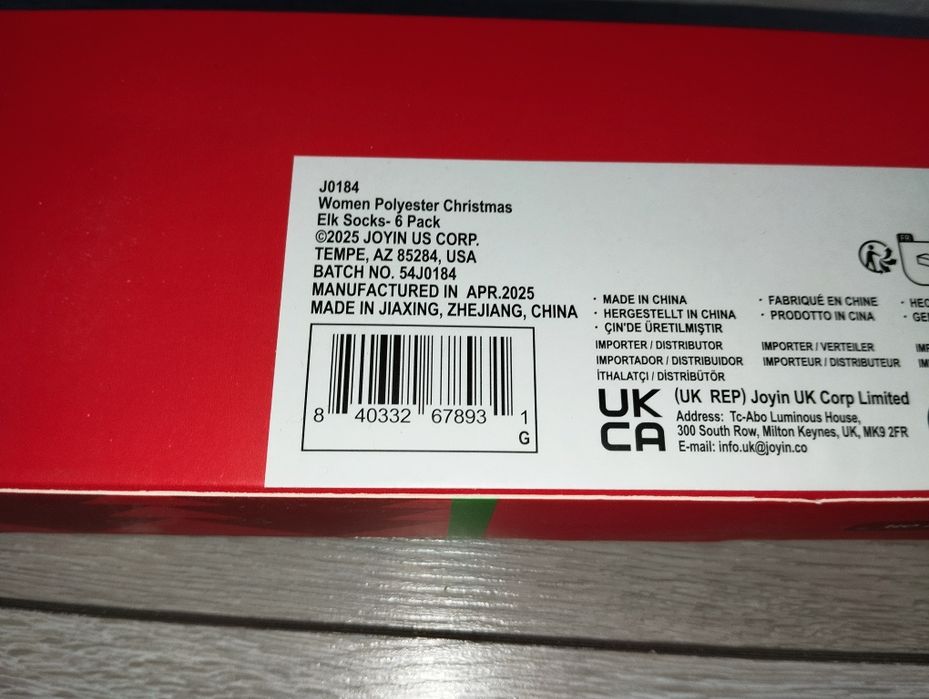 J0184
Women Polyester Christmas
Elk Socks- 6 Pack
©2025 JOYIN US CORP.
TEMPE, AZ 85284, USA
BATCH NO. 54J0184
MANUFACTURED IN APR.2025
MADE IN JIAXING, ZHEJIANG, CHINA
8 40332 67893 1
G
· MADE IN CHINA
· HERGESTELLT IN CHINA
· ÇIN'DE ÜRETILMIŞTIR
· FABRIQUÉ EN CHINE
· PRODOTTO IN CINA
IMPORTER / DISTRIBUTOR
IMPORTADOR / DISTRIBUIDOR
İTHALATÇI / DİSTRİBÜTÖR
IMPORTER / VERTEILER
IMPORTEUR / DISTRIBUTEUR
UK
CA
(UK REP) Joyin UK Corp Limited
Address: Tc-Abo Luminous House,
300 South Row, Milton Keynes, UK, MK9 2FR
E-mail: info.uk@joyin.co
FR